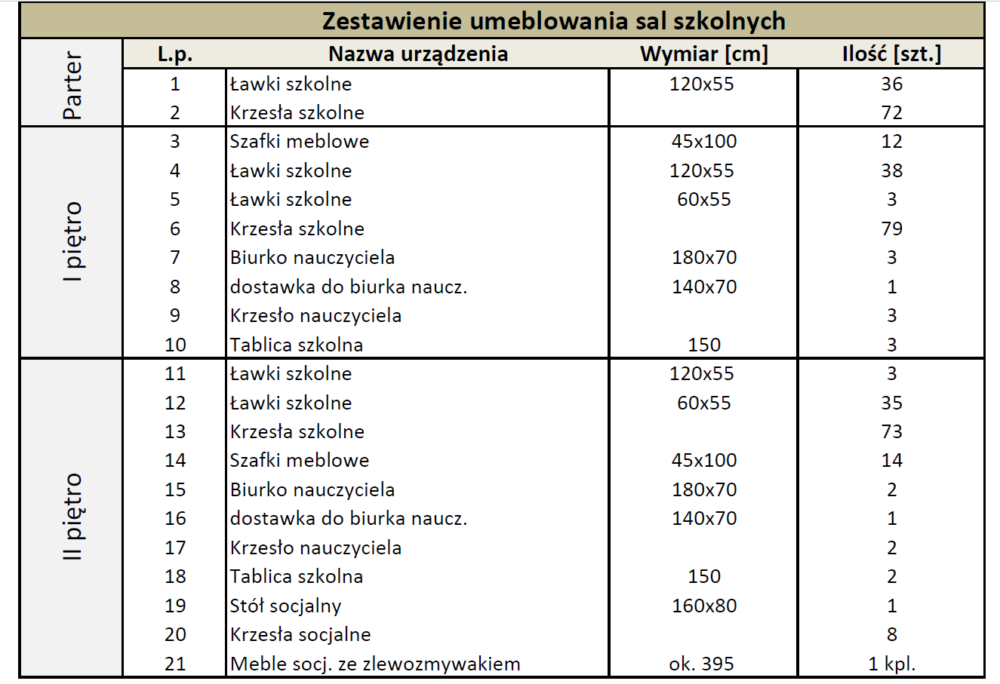 Zestawienie umeblowania sal szkolnych
L.p. Nazwa urządzenia Wymiar [cm] Ilość [szt.]
Parter
1 Ławki szkolne 120x55 36
2 Krzesła szkolne 72
I piętro
3 Szafki meblowe 45x100 12
4 Ławki szkolne 120x55 38
5 Ławki szkolne 60x55 3
6 Krzesła szkolne 79
7 Biurko nauczyciela 180x70 3
8 dostawka do biurka naucz. 140x70 1
9 Krzesło nauczyciela 3
10 Tablica szkolna 150 3
II piętro
11 Ławki szkolne 120x55 3
12 Ławki szkolne 60x55 35
13 Krzesła szkolne 73
14 Szafki meblowe 45x100 14
15 Biurko nauczyciela 180x70 2
16 dostawka do biurka naucz. 140x70 1
17 Krzesło nauczyciela 2
18 Tablica szkolna 150 2
19 Stół socjalny 160x80 1
20 Krzesła socjalne 8
21 Meble socj. ze zlewozmywakiem ok. 395 1 kpl.